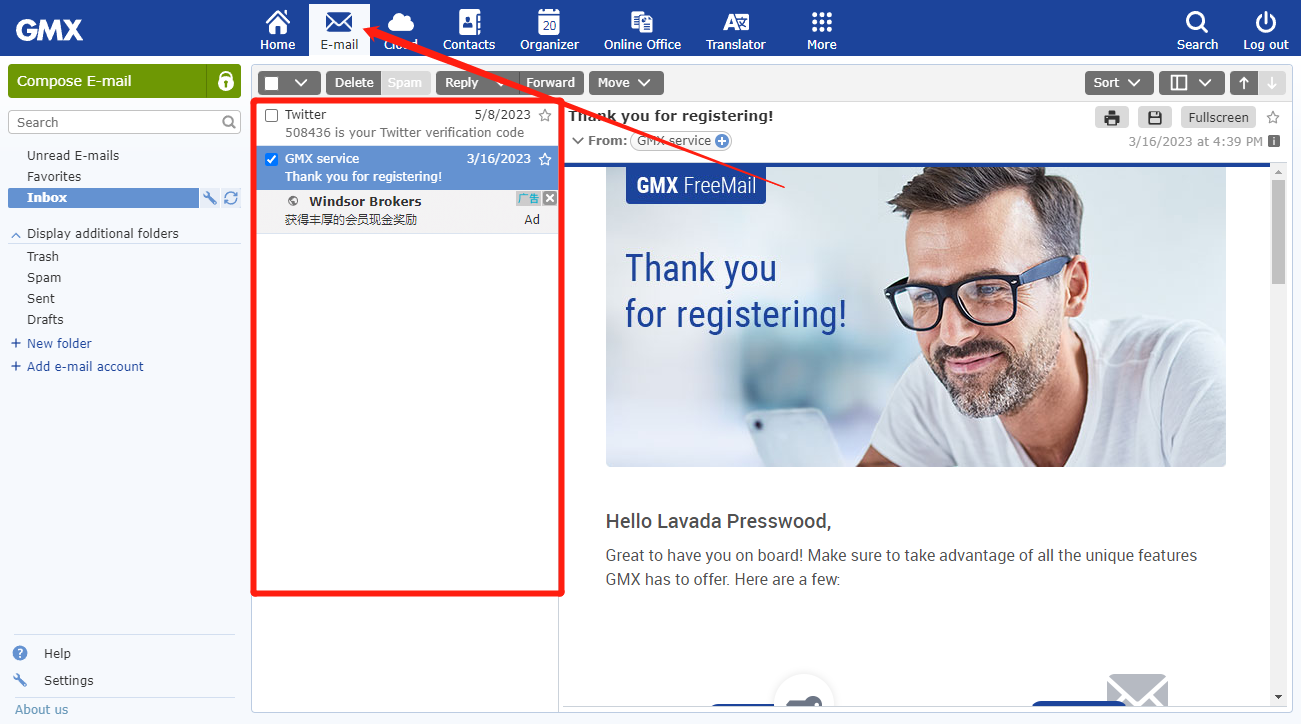 GMX
Home
E-mail
Cloud
Contacts
20
Organizer
Online Office
Translator
More
Search
Log out
Compose E-mail
Search
Unread E-mails
Favorites
Inbox
Display additional folders
Trash
Spam
Sent
Drafts
+ New folder
+ Add e-mail account
? Help
Settings
About us
Delete
Spam
Reply
Forward
Move
Sort
Twitter 5/8/2023
508436 is your Twitter verification code
GMX service 3/16/2023
Thank you for registering!
Windsor Brokers 广告
获得丰厚的会员现金奖励 Ad
Thank you for registering!
Fullscreen
From: GMX service
3/16/2023 at 4:39 PM
GMX FreeMail
Thank you
for registering!
Hello Lavada Presswood,
Great to have you on board! Make sure to take advantage of all the unique features
GMX has to offer. Here are a few: